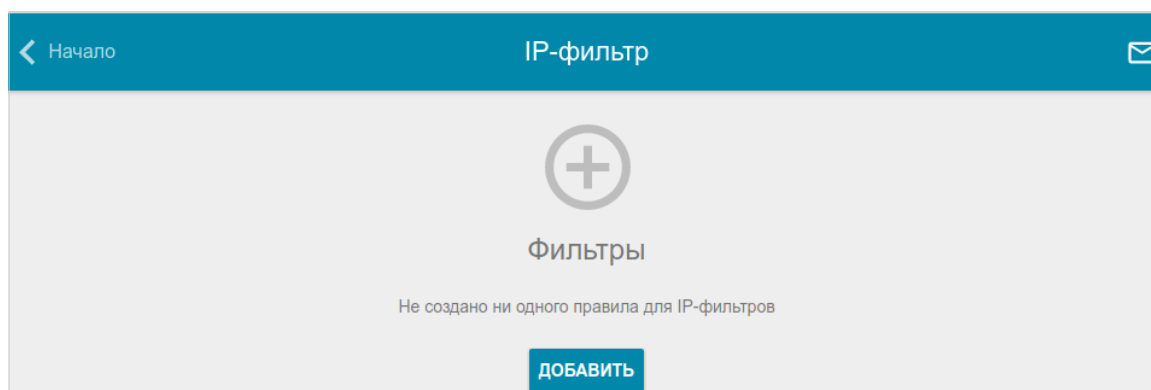 Начало
IP-фильтр
Фильтры
Не создано ни одного правила для IP-фильтров
ДОБАВИТЬ